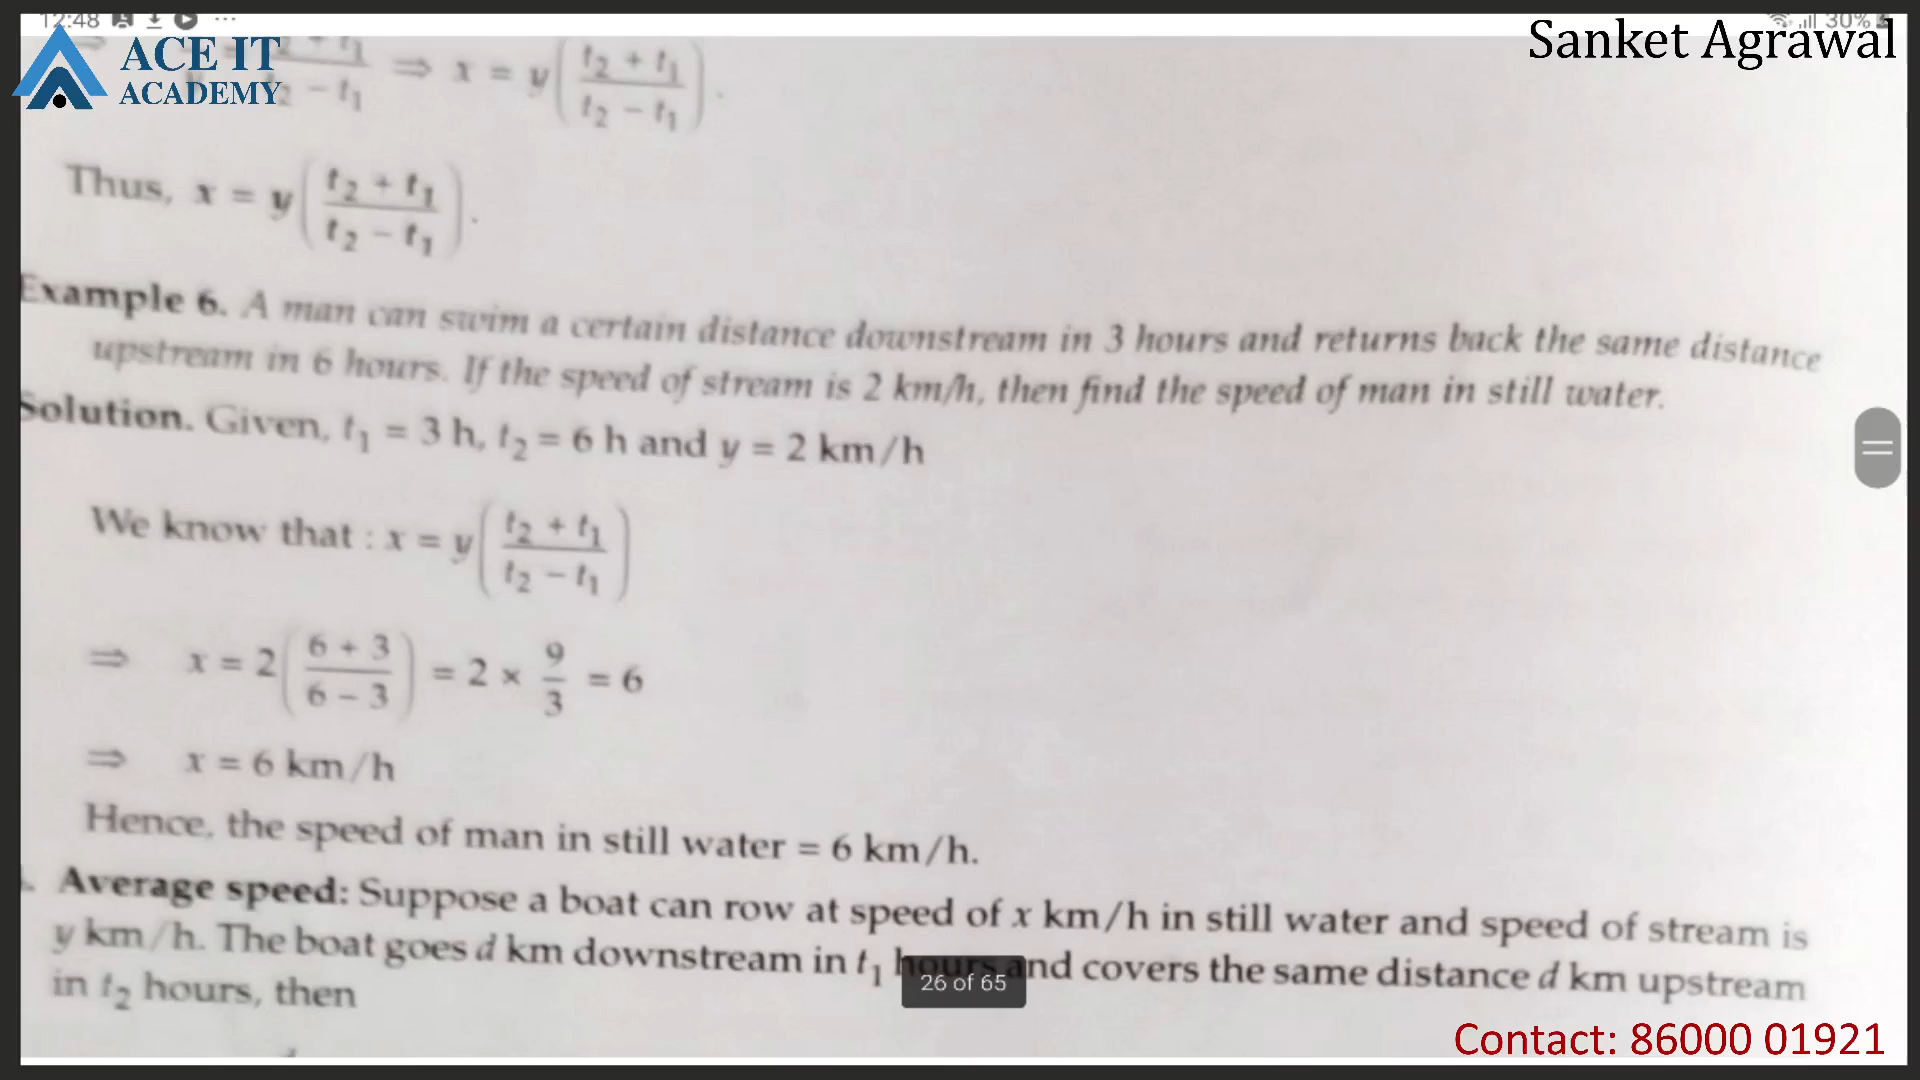 12:48
30%
ACE IT
ACADEMY
Sanket Agrawal
t2 − t1 ⇒ x = y( (t2 + t1) / (t2 − t1) ).
Thus, x = y( (t2 + t1) / (t2 − t1) ).
Example 6. A man can swim a certain distance downstream in 3 hours and returns back the same distance
upstream in 6 hours. If the speed of stream is 2 km/h, then find the speed of man in still water.
Solution. Given, t1 = 3 h, t2 = 6 h and y = 2 km/h
We know that : x = y( (t2 + t1) / (t2 − t1) )
⇒ x = 2( (6 + 3) / (6 − 3) ) = 2 × 9/3 = 6
⇒ x = 6 km/h
Hence, the speed of man in still water = 6 km/h.
Average speed: Suppose a boat can row at speed of x km/h in still water and speed of stream is
y km/h. The boat goes d km downstream in t1 hours and covers the same distance d km upstream
in t2 hours, then
26 of 65
Contact: 86000 01921